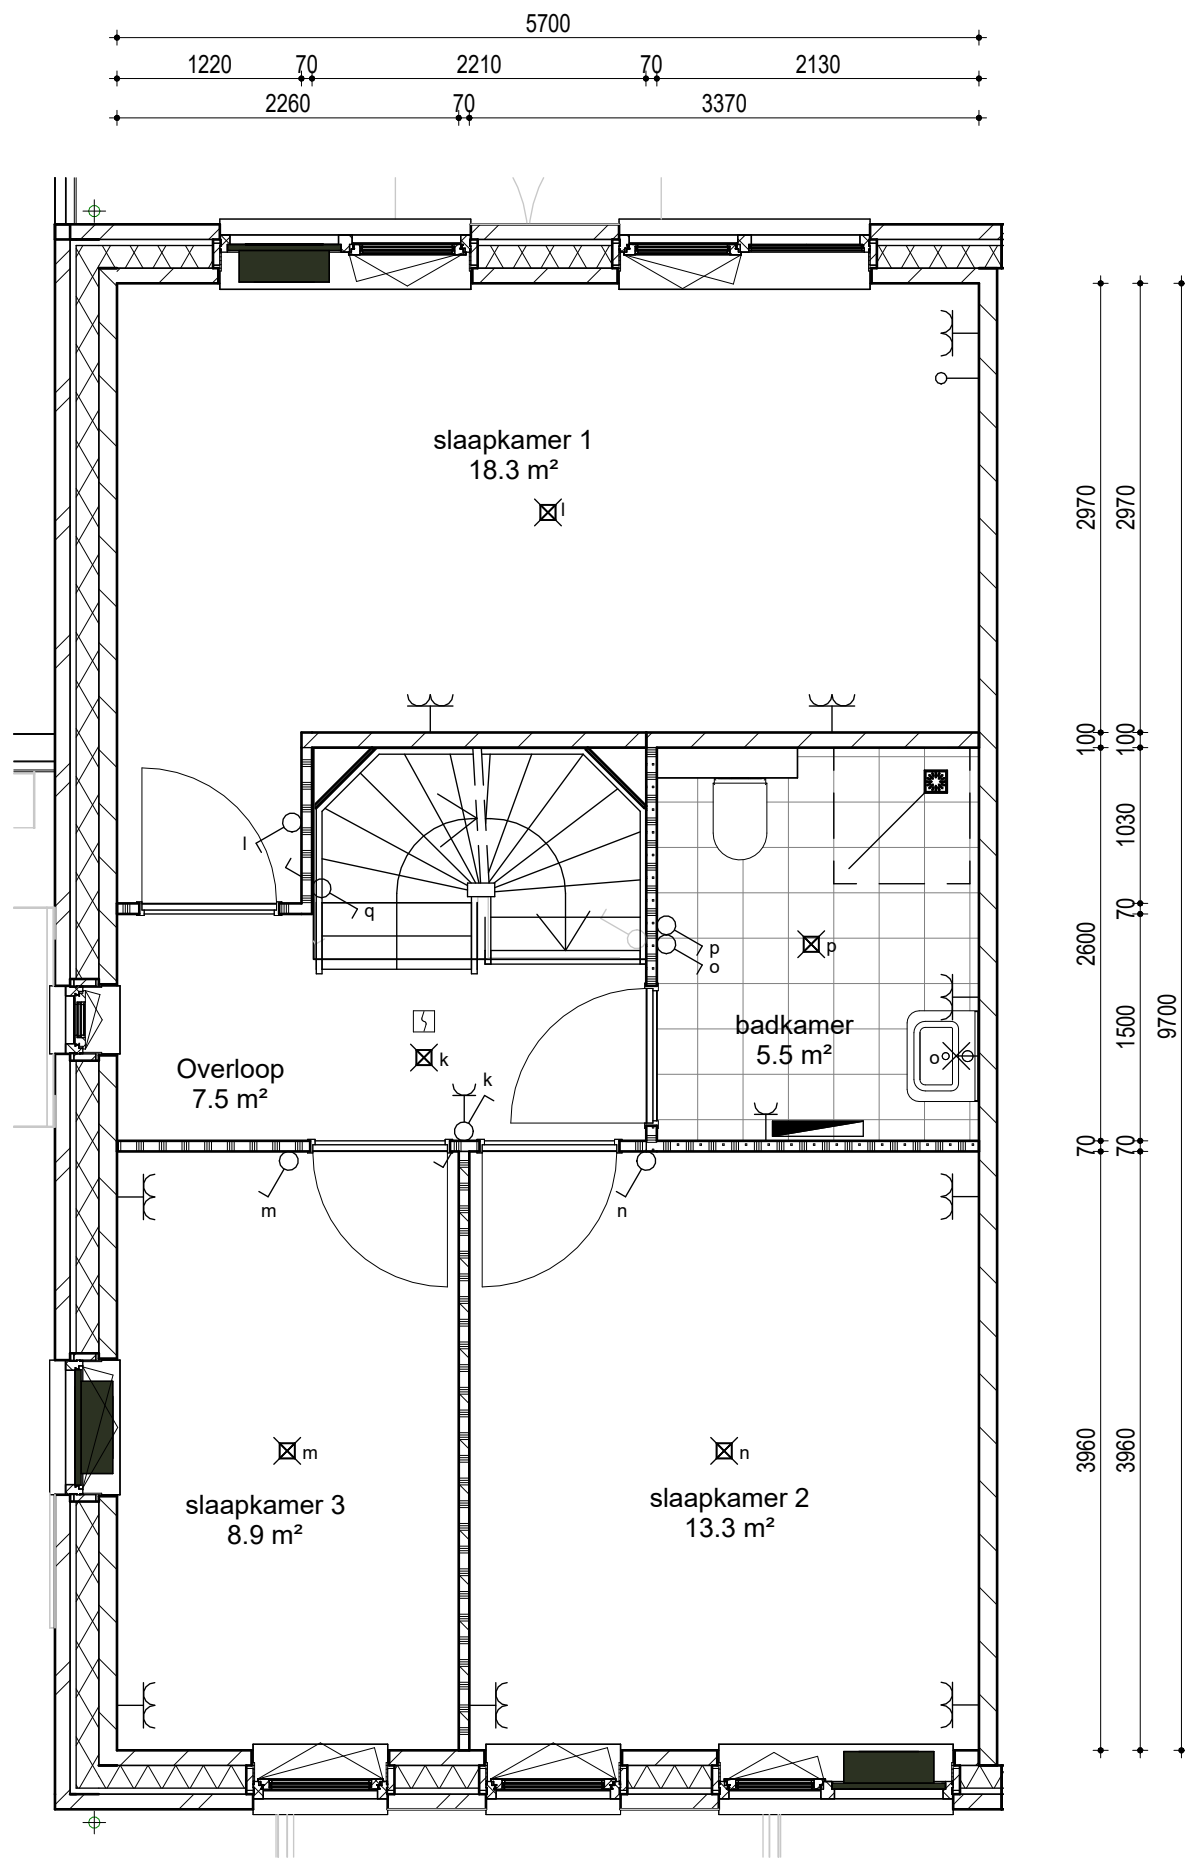 5700
1220 70 2210 70 2130
2260 70 3370
slaapkamer 1
18.3 m²
l
2970 2970
100 100
l
q
1030
p
o
p
70
2600
badkamer
5.5 m²
o
1500
9700
Overloop
7.5 m²
k
k
70 70
m
n
m
n
3960 3960
slaapkamer 3
8.9 m²
slaapkamer 2
13.3 m²